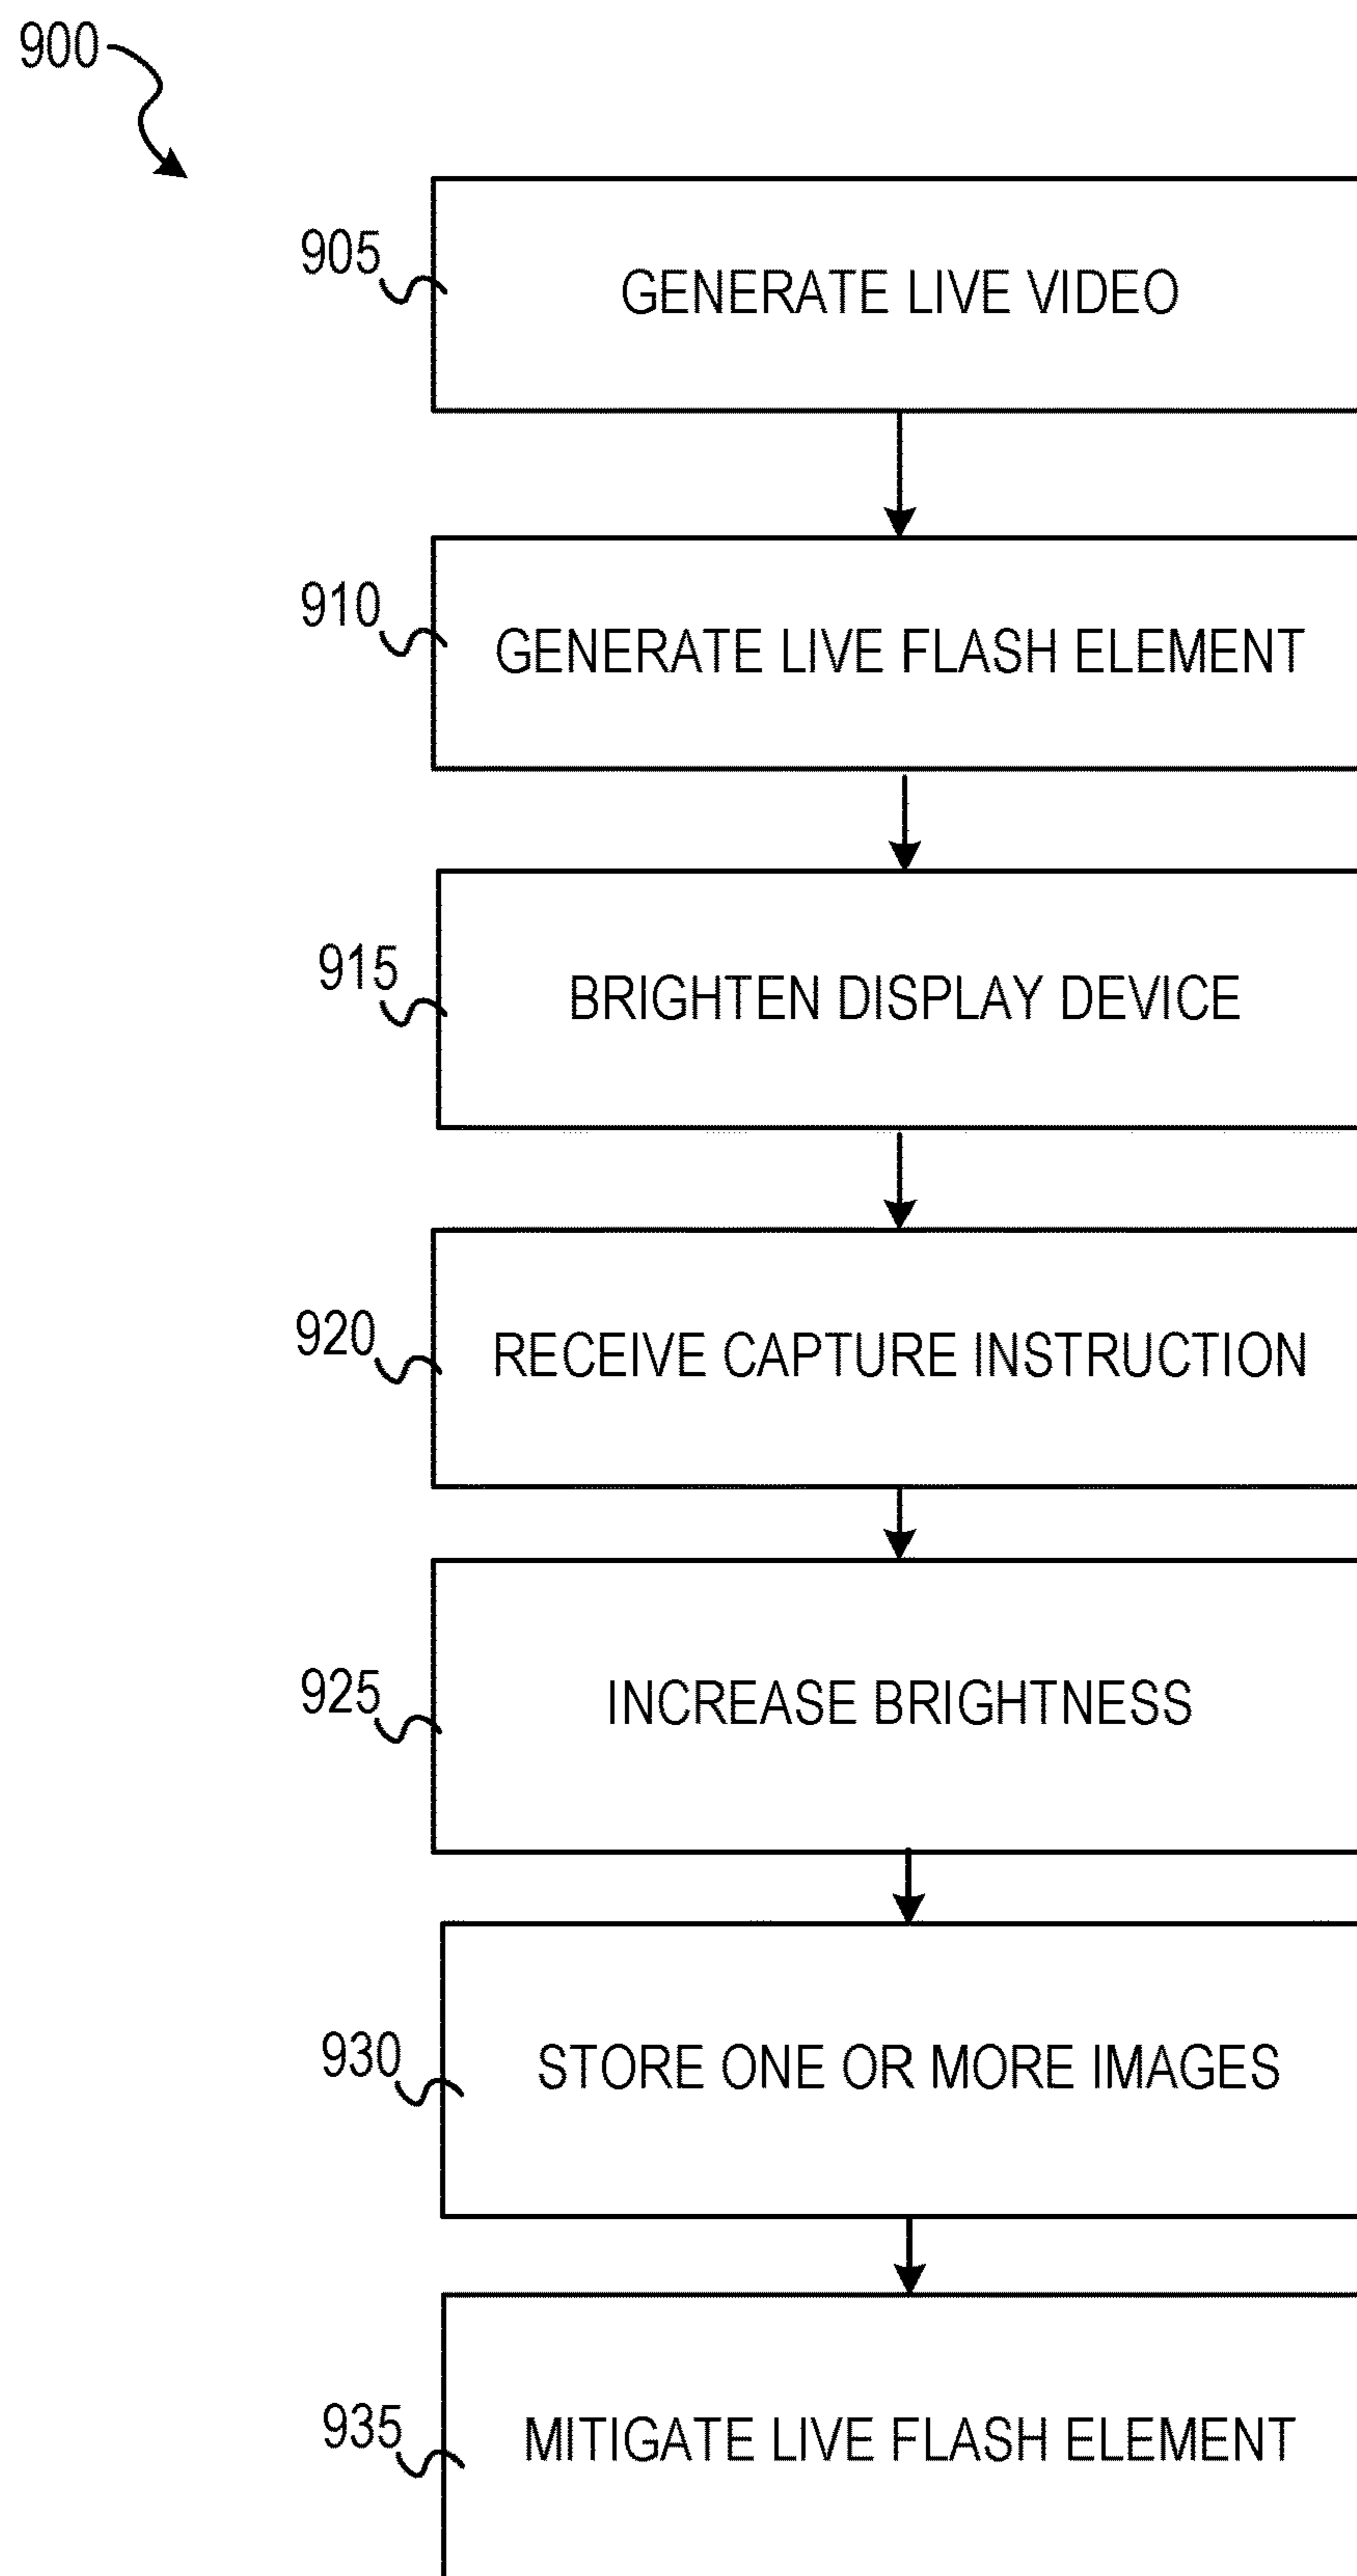 900
905
GENERATE LIVE VIDEO
910
GENERATE LIVE FLASH ELEMENT
915
BRIGHTEN DISPLAY DEVICE
920
RECEIVE CAPTURE INSTRUCTION
925
INCREASE BRIGHTNESS
930
STORE ONE OR MORE IMAGES
935
MITIGATE LIVE FLASH ELEMENT